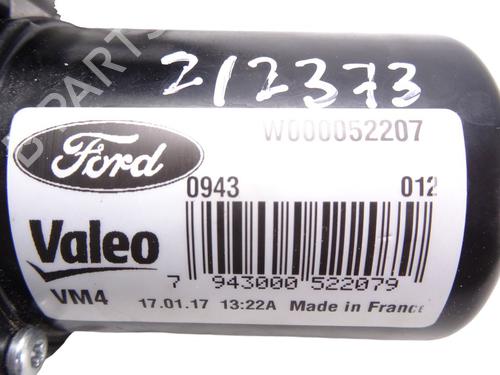 212373
W000052207
Ford
0943 012
Valeo
7 943000 522079
VM4 17.01.17 13:22A Made in France